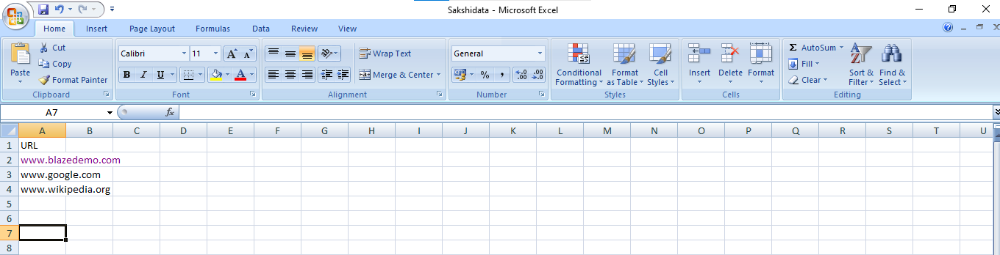 Sakshidata - Microsoft Excel
Home Insert Page Layout Formulas Data Review View
Paste
Cut
Copy
Format Painter
Clipboard
Calibri 11 A A
B I U A
Font
Wrap Text
Merge & Center
Alignment
General
% , .00 .0
Number
Conditional Formatting
Format as Table
Cell Styles
Styles
Insert Delete Format
Cells
Σ AutoSum
Fill
Clear
Sort & Filter
Find & Select
Editing
A7 fx
A B C D E F G H I J K L M N O P Q R S T U
1 URL
2 www.blazedemo.com
3 www.google.com
4 www.wikipedia.org
5
6
7
8